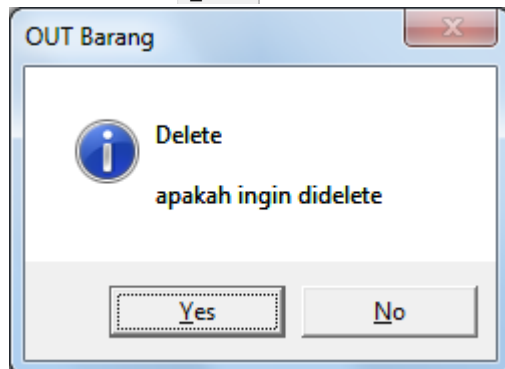 OUT Barang
Delete
apakah ingin didelete
Yes
No